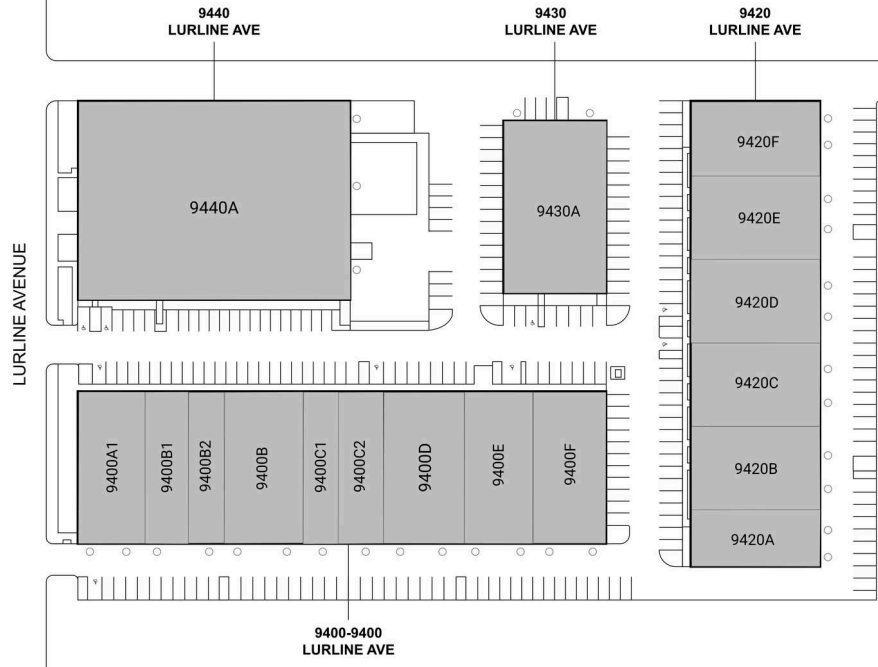 9440
LURLINE AVE
9430
LURLINE AVE
9420
LURLINE AVE
9440A
9430A
9420F
9420E
9420D
9420C
9420B
9420A
LURLINE AVENUE
9400A1
9400B1
9400B2
9400B
9400C1
9400C2
9400D
9400E
9400F
9400-9400
LURLINE AVE